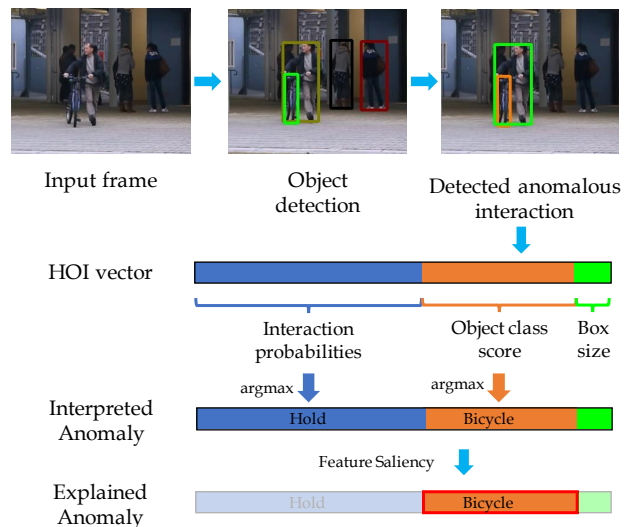 Input frame
Object
detection
Detected anomalous
interaction
HOI vector
Interaction
probabilities
Object class
score
Box
size
argmax
argmax
Interpreted
Anomaly
Hold
Bicycle
Feature Saliency
Explained
Anomaly
Hold
Bicycle